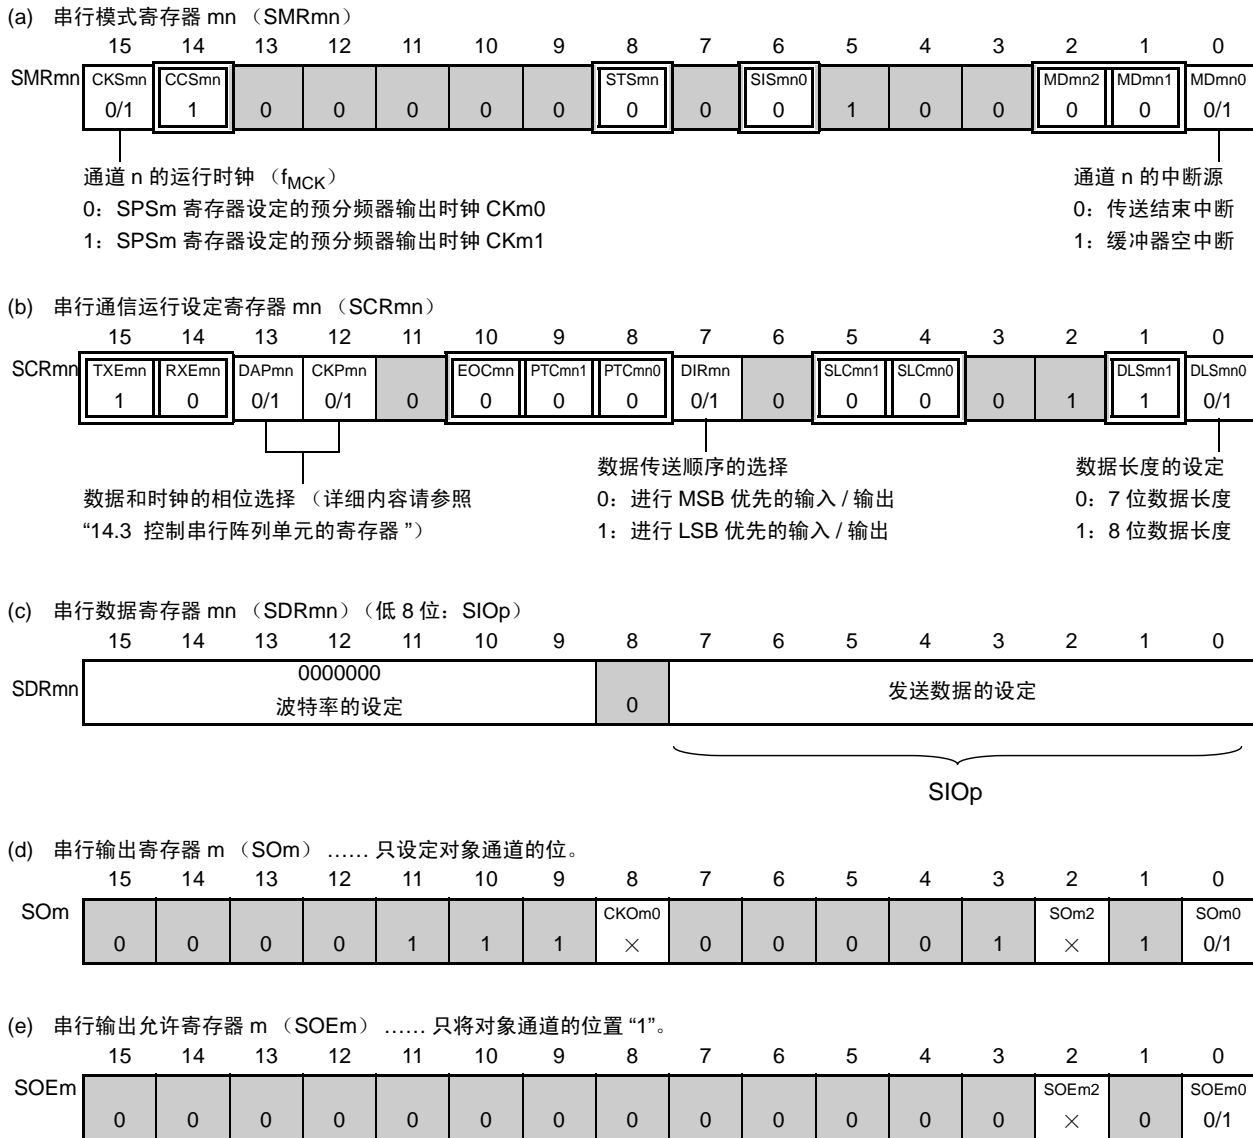 (a) 串行模式寄存器 mn （SMRmn）
15 14 13 12 11 10 9 8 7 6 5 4 3 2 1 0
SMRmn CKSmn CCSmn STSmn SISmn0 MDmn2 MDmn1 MDmn0
0/1 1 0 0 0 0 0 0 0 0 1 0 0 0 0 0/1
通道 n 的运行时钟 （fMCK） 通道 n 的中断源
0：SPSm 寄存器设定的预分频器输出时钟 CKm0 0：传送结束中断
1：SPSm 寄存器设定的预分频器输出时钟 CKm1 1：缓冲器空中断
(b) 串行通信运行设定寄存器 mn （SCRmn）
15 14 13 12 11 10 9 8 7 6 5 4 3 2 1 0
SCRmn TXEmn RXEmn DAPmn CKPmn EOCmn PTCmn1 PTCmn0 DIRmn SLCmn1 SLCmn0 DLSmn1 DLSmn0
1 0 0/1 0/1 0 0 0 0 0/1 0 0 0 0 1 1 0/1
数据传送顺序的选择 数据长度的设定
数据和时钟的相位选择 （详细内容请参照 0：进行 MSB 优先的输入 / 输出 0：7 位数据长度
“14.3 控制串行阵列单元的寄存器 ”） 1：进行 LSB 优先的输入 / 输出 1：8 位数据长度
(c) 串行数据寄存器 mn （SDRmn）（低 8 位：SIOp）
15 14 13 12 11 10 9 8 7 6 5 4 3 2 1 0
0000000
SDRmn 波特率的设定 0 发送数据的设定
SIOp
(d) 串行输出寄存器 m （SOm） …… 只设定对象通道的位。
15 14 13 12 11 10 9 8 7 6 5 4 3 2 1 0
SOm CKOm0 SOm2 SOm0
0 0 0 0 1 1 1 × 0 0 0 0 1 × 1 0/1
(e) 串行输出允许寄存器 m （SOEm） …… 只将对象通道的位置 “1”。
15 14 13 12 11 10 9 8 7 6 5 4 3 2 1 0
SOEm SOEm2 SOEm0
0 0 0 0 0 0 0 0 0 0 0 0 0 × 0 0/1